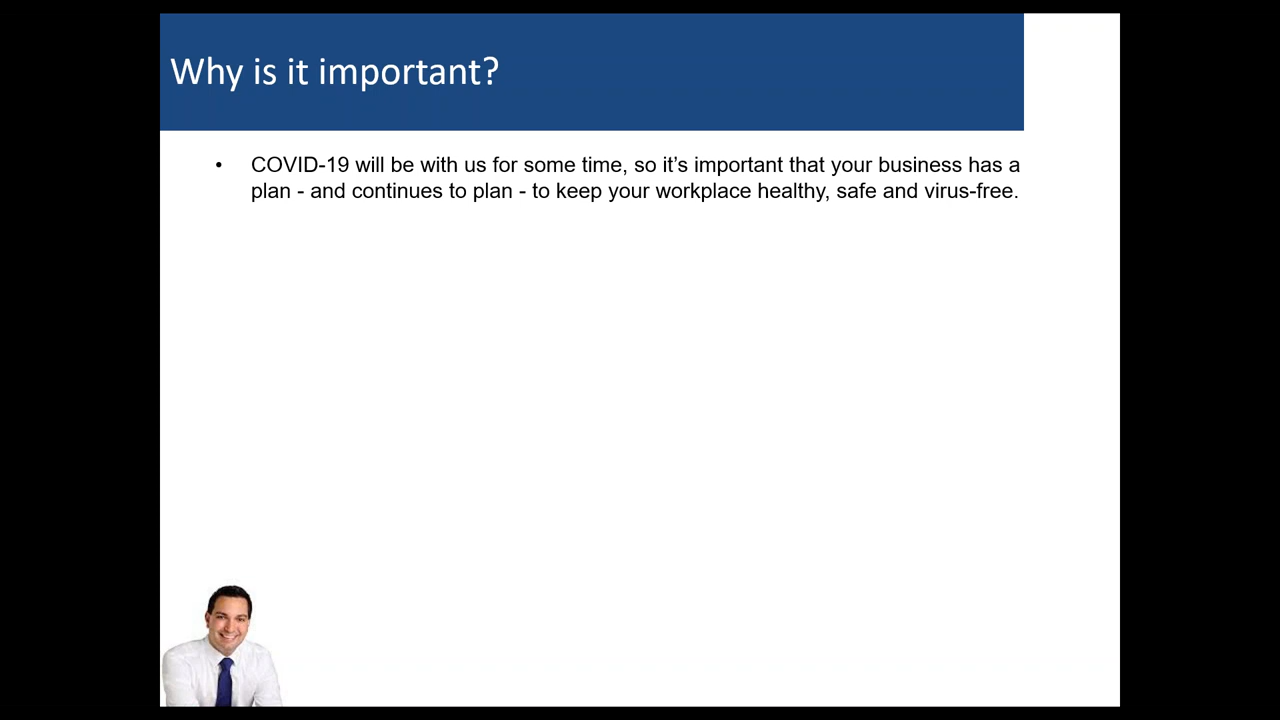 Why is it important?
• COVID-19 will be with us for some time, so it’s important that your business has a
plan - and continues to plan - to keep your workplace healthy, safe and virus-free.